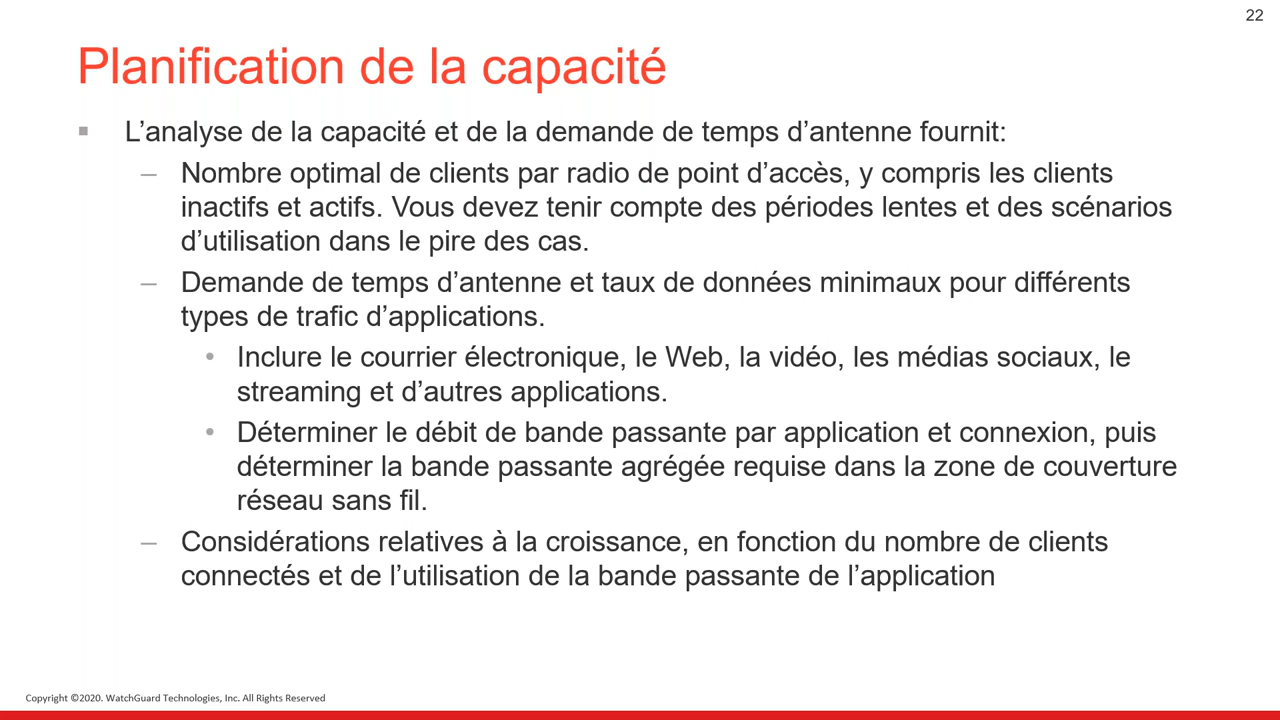 22
Planification de la capacité
▪ L’analyse de la capacité et de la demande de temps d’antenne fournit:
– Nombre optimal de clients par radio de point d’accès, y compris les clients
inactifs et actifs. Vous devez tenir compte des périodes lentes et des scénarios
d’utilisation dans le pire des cas.
– Demande de temps d’antenne et taux de données minimaux pour différents
types de trafic d’applications.
• Inclure le courrier électronique, le Web, la vidéo, les médias sociaux, le
streaming et d’autres applications.
• Déterminer le débit de bande passante par application et connexion, puis
déterminer la bande passante agrégée requise dans la zone de couverture
réseau sans fil.
– Considérations relatives à la croissance, en fonction du nombre de clients
connectés et de l’utilisation de la bande passante de l’application
Copyright ©2020. WatchGuard Technologies, Inc. All Rights Reserved